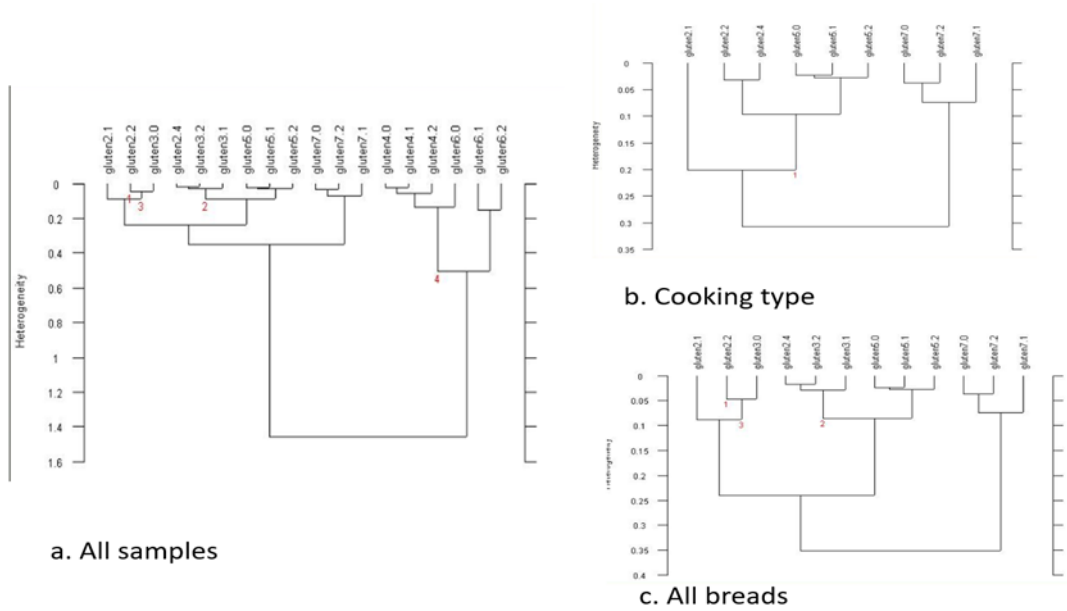 gluten2.1
gluten2.2
gluten3.0
gluten2.4
gluten3.2
gluten3.1
gluten5.0
gluten5.1
gluten5.2
gluten7.0
gluten7.2
gluten7.1
gluten4.0
gluten4.1
gluten4.2
gluten6.0
gluten6.1
gluten6.2
Heterogeneity
0
0.2
0.4
0.6
0.8
1
1.2
1.4
1.6
1
3
2
4
a. All samples
gluten2.1
gluten2.2
gluten2.4
gluten5.0
gluten5.1
gluten5.2
gluten7.0
gluten7.2
gluten7.1
Heterogeneity
0
0.05
0.1
0.15
0.2
0.25
0.3
0.35
1
b. Cooking type
gluten2.1
gluten2.2
gluten3.0
gluten2.4
gluten3.2
gluten3.1
gluten5.0
gluten5.1
gluten5.2
gluten7.0
gluten7.2
gluten7.1
0
0.05
0.1
0.15
0.2
0.25
0.3
0.35
0.4
1
3
2
c. All breads